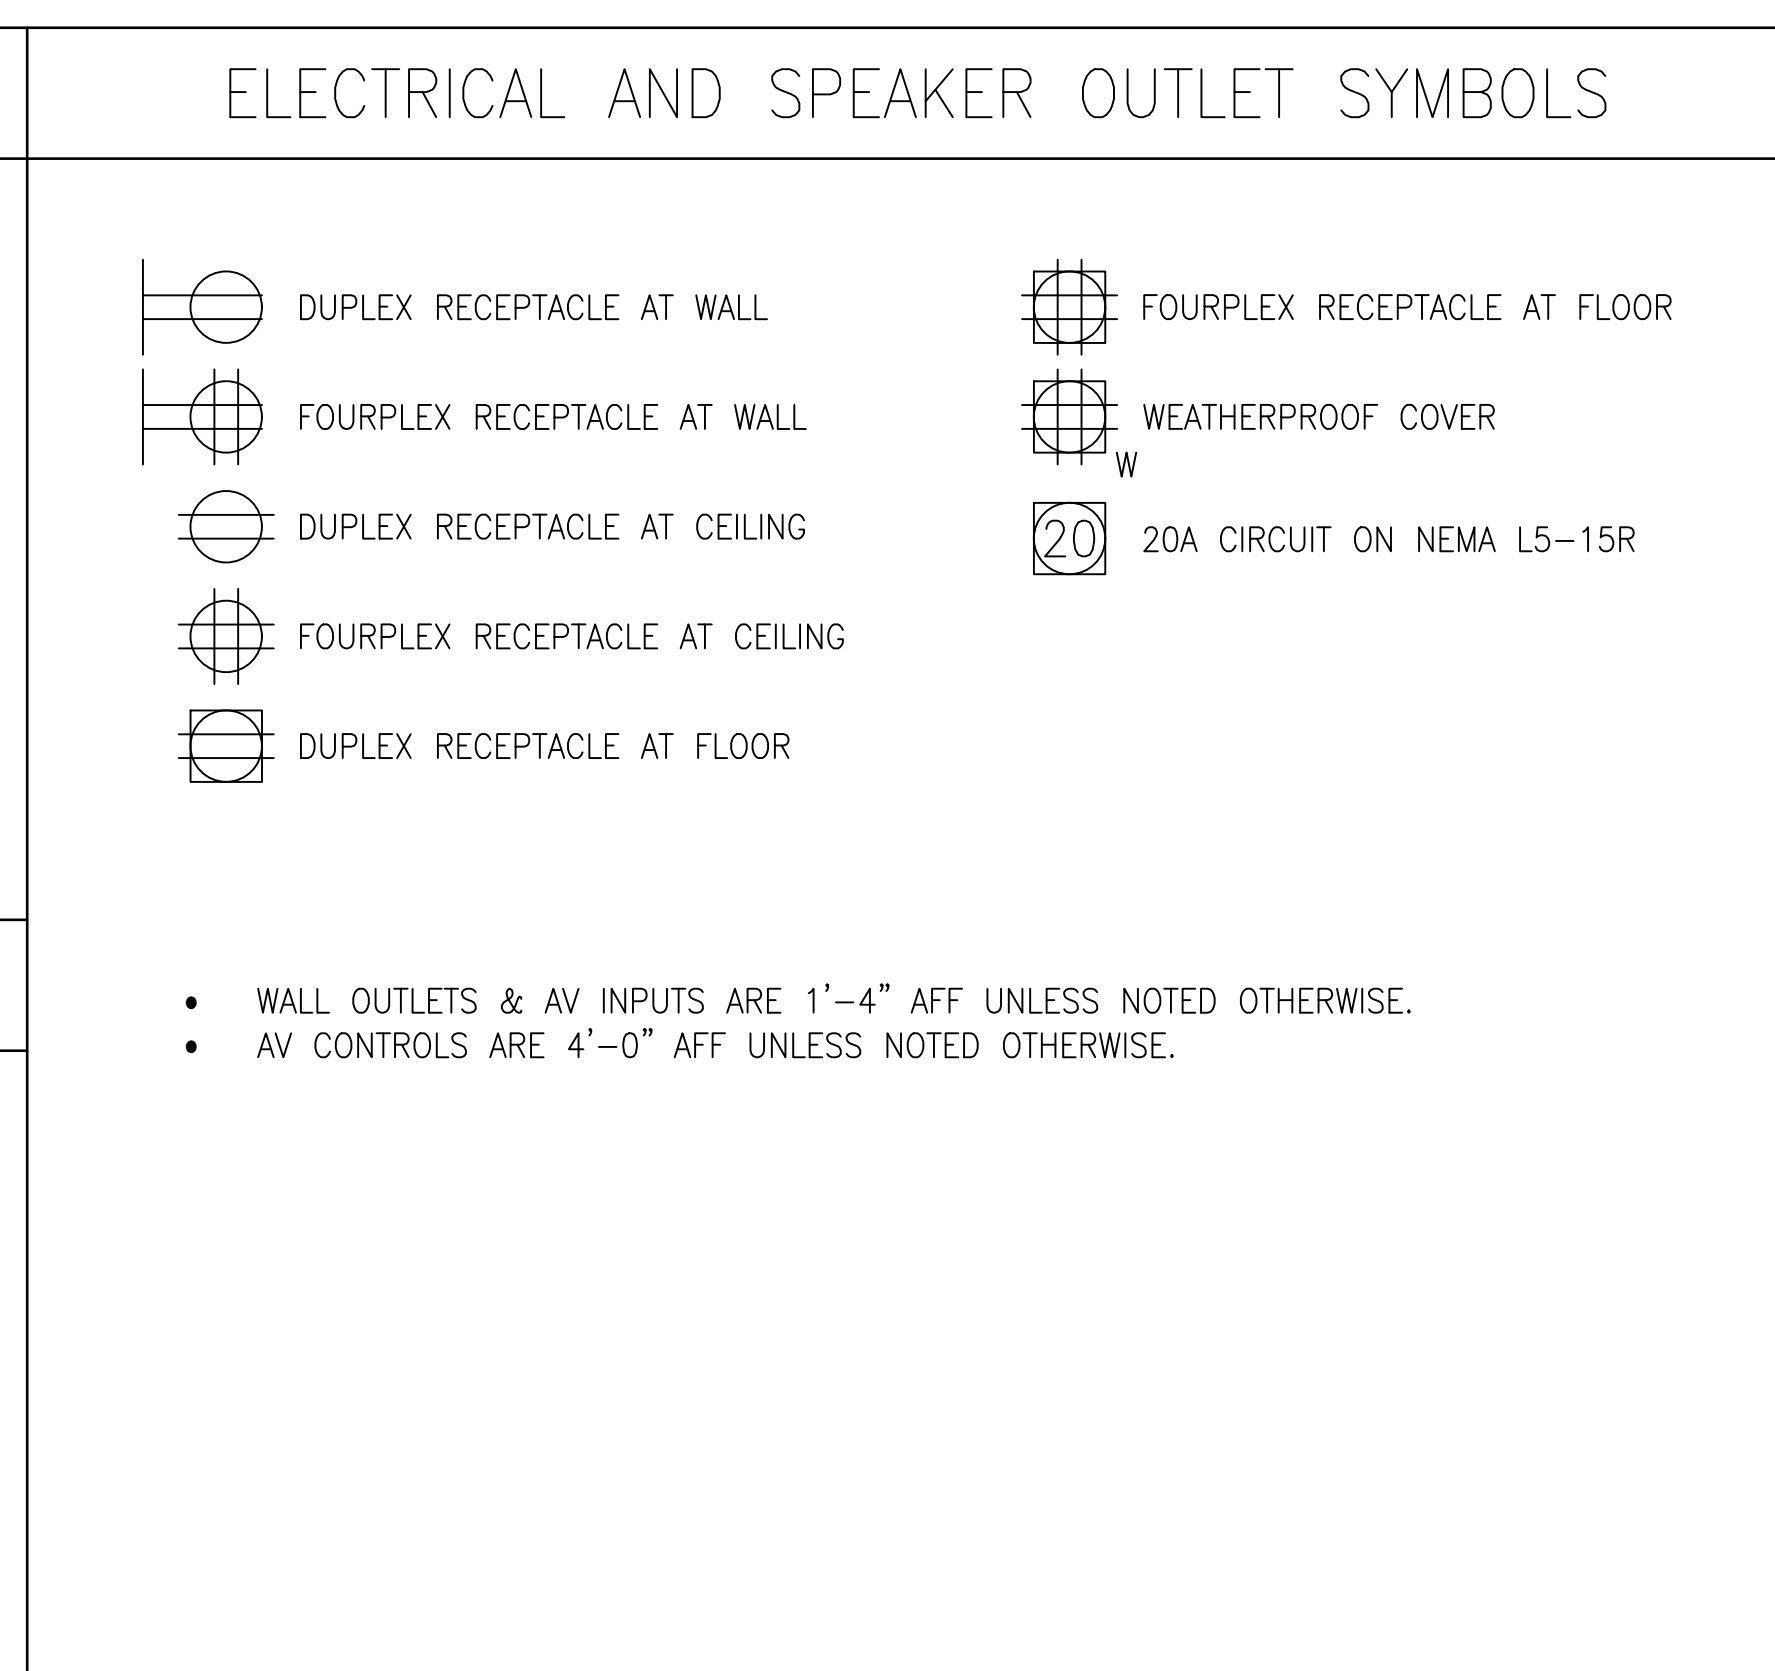 ELECTRICAL AND SPEAKER OUTLET SYMBOLS
DUPLEX RECEPTACLE AT WALL
FOURPLEX RECEPTACLE AT WALL
DUPLEX RECEPTACLE AT CEILING
FOURPLEX RECEPTACLE AT CEILING
DUPLEX RECEPTACLE AT FLOOR
FOURPLEX RECEPTACLE AT FLOOR
WEATHERPROOF COVER
W
20 20A CIRCUIT ON NEMA L5-15R
• WALL OUTLETS & AV INPUTS ARE 1'-4" AFF UNLESS NOTED OTHERWISE.
• AV CONTROLS ARE 4'-0" AFF UNLESS NOTED OTHERWISE.